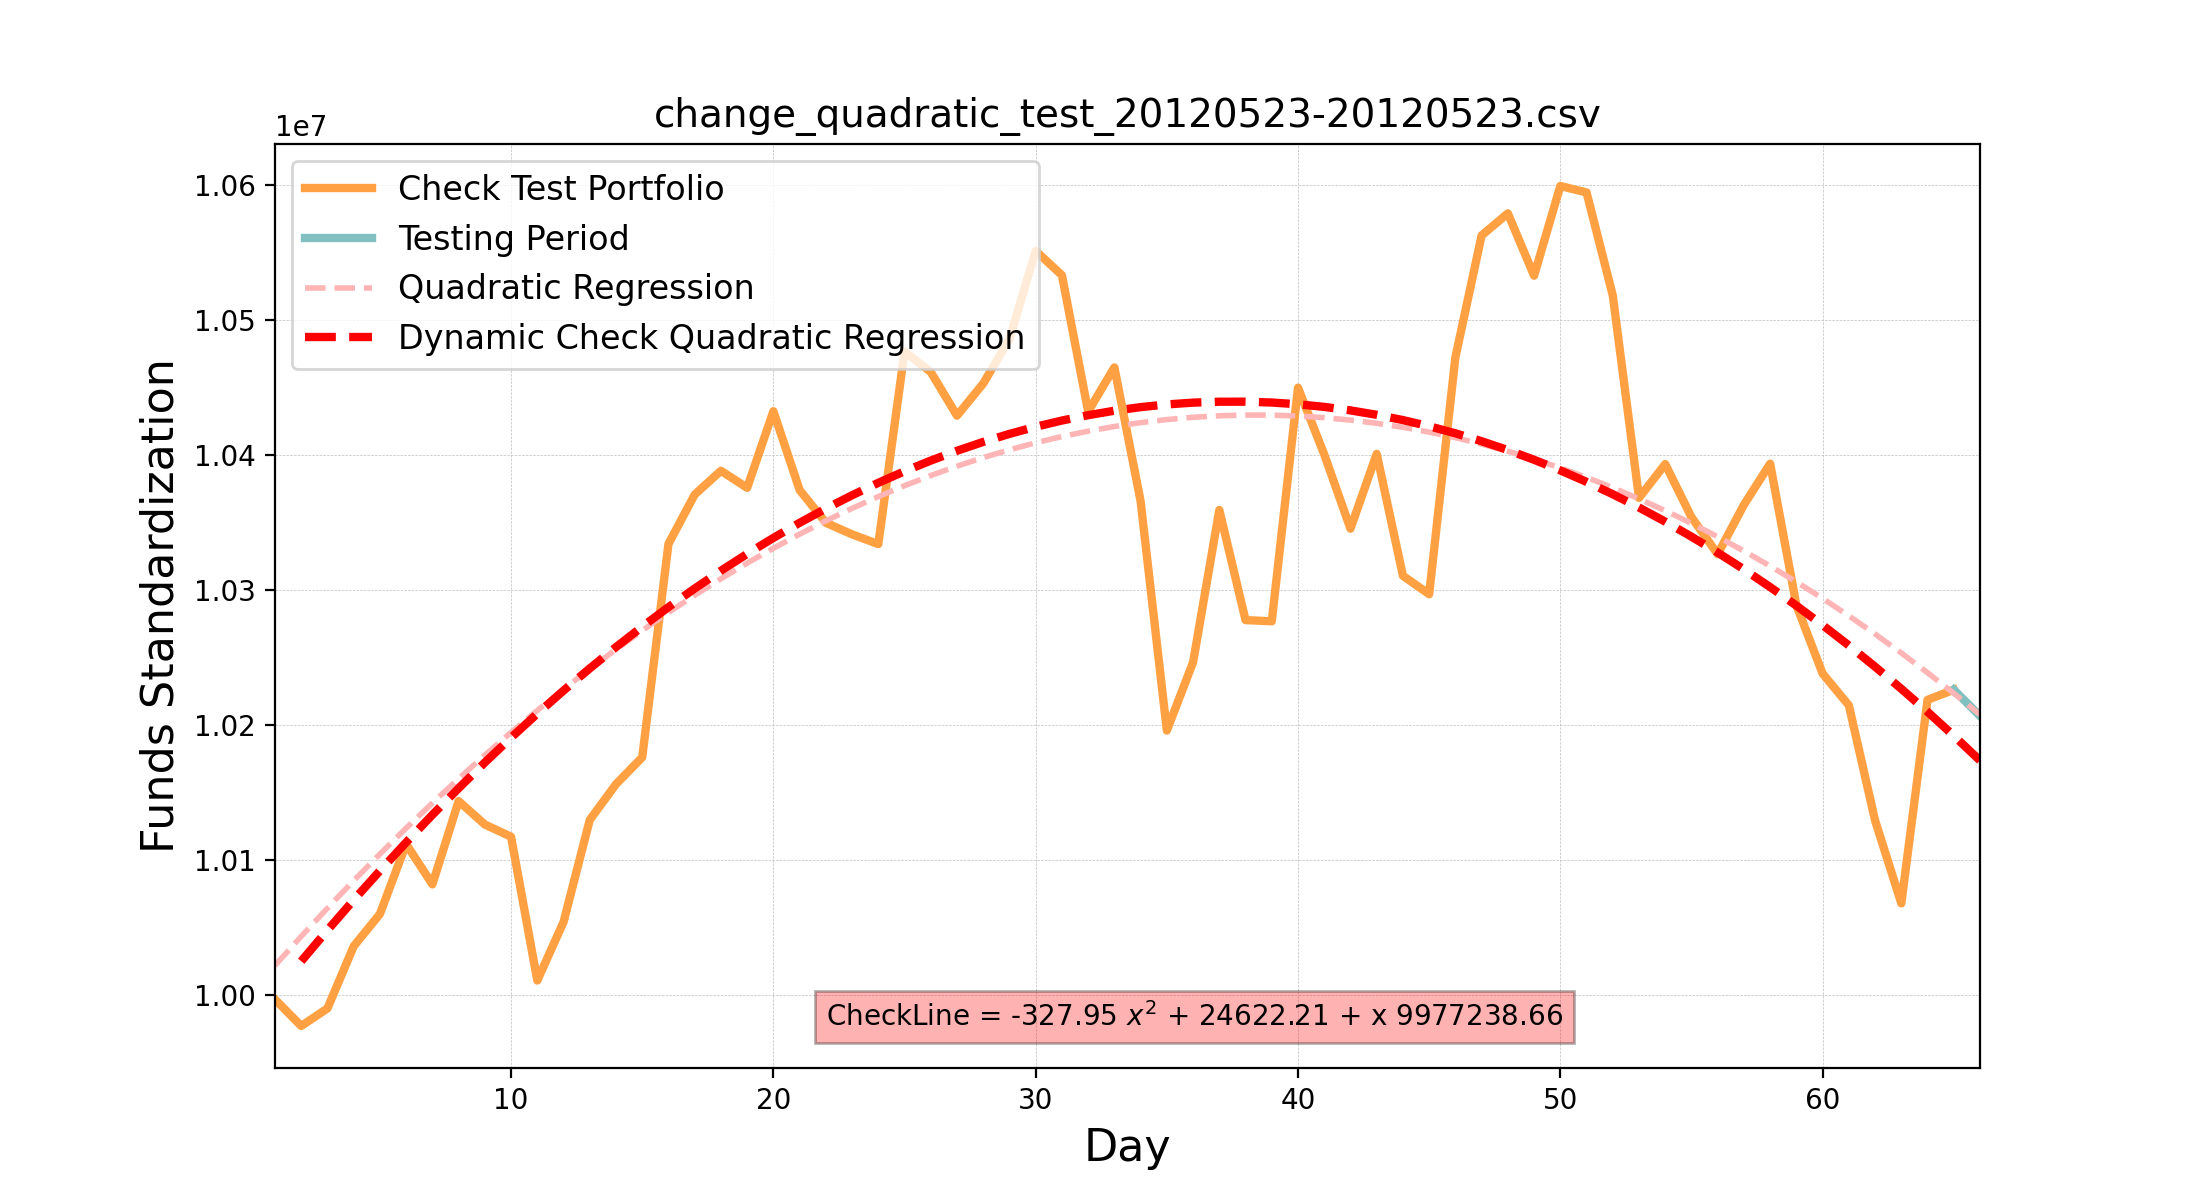 change_quadratic_test_20120523-20120523.csv
1e7
Check Test Portfolio
Testing Period
Quadratic Regression
Dynamic Check Quadratic Regression
1.06
1.05
1.04
1.03
1.02
1.01
1.00
Funds Standardization
CheckLine = -327.95 x² + 24622.21 + x 9977238.66
10 20 30 40 50 60
Day